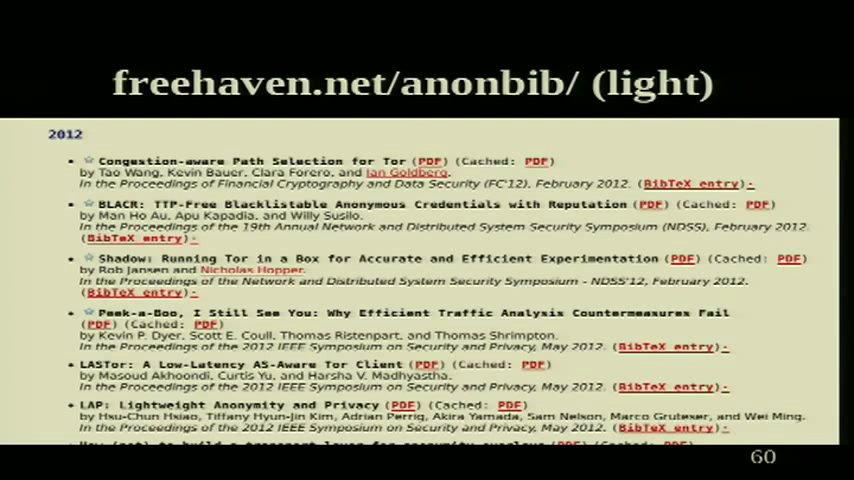 freehaven.net/anonbib/ (light)
2012
Congestion-aware Path Selection for Tor (PDF) (Cached: PDF)
by Tao Wang, Kevin Bauer, Clara Forero, and Ian Goldberg.
In the Proceedings of Financial Cryptography and Data Security (FC'12), February 2012. (BibTeX entry).
BLACR: TTP-Free Blacklistable Anonymous Credentials with Reputation (PDF) (Cached: PDF)
by Man Ho Au, Apu Kapadia, and Willy Susilo.
In the Proceedings of the 19th Annual Network and Distributed System Security Symposium (NDSS), February 2012.
(BibTeX entry).
Shadow: Running Tor in a Box for Accurate and Efficient Experimentation (PDF) (Cached: PDF)
by Rob Jansen and Nicholas Hopper.
In the Proceedings of the Network and Distributed System Security Symposium - NDSS'12, February 2012.
(BibTeX entry).
Peek-a-Boo, I Still See You: Why Efficient Traffic Analysis Countermeasures Fail
(PDF) (Cached: PDF)
by Kevin P. Dyer, Scott E. Coull, Thomas Ristenpart, and Thomas Shrimpton.
In the Proceedings of the 2012 IEEE Symposium on Security and Privacy, May 2012. (BibTeX entry).
LASTor: A Low-Latency AS-Aware Tor Client (PDF) (Cached: PDF)
by Masoud Akhoondi, Curtis Yu, and Harsha V. Madhyastha.
In the Proceedings of the 2012 IEEE Symposium on Security and Privacy, May 2012. (BibTeX entry).
LAP: Lightweight Anonymity and Privacy (PDF) (Cached: PDF)
by Hsu-Chun Hsiao, Tiffany Hyun-Jin Kim, Adrian Perrig, Akira Yamada, Sam Nelson, Marco Gruteser, and Wei Ming.
In the Proceedings of the 2012 IEEE Symposium on Security and Privacy, May 2012. (BibTeX entry).
60